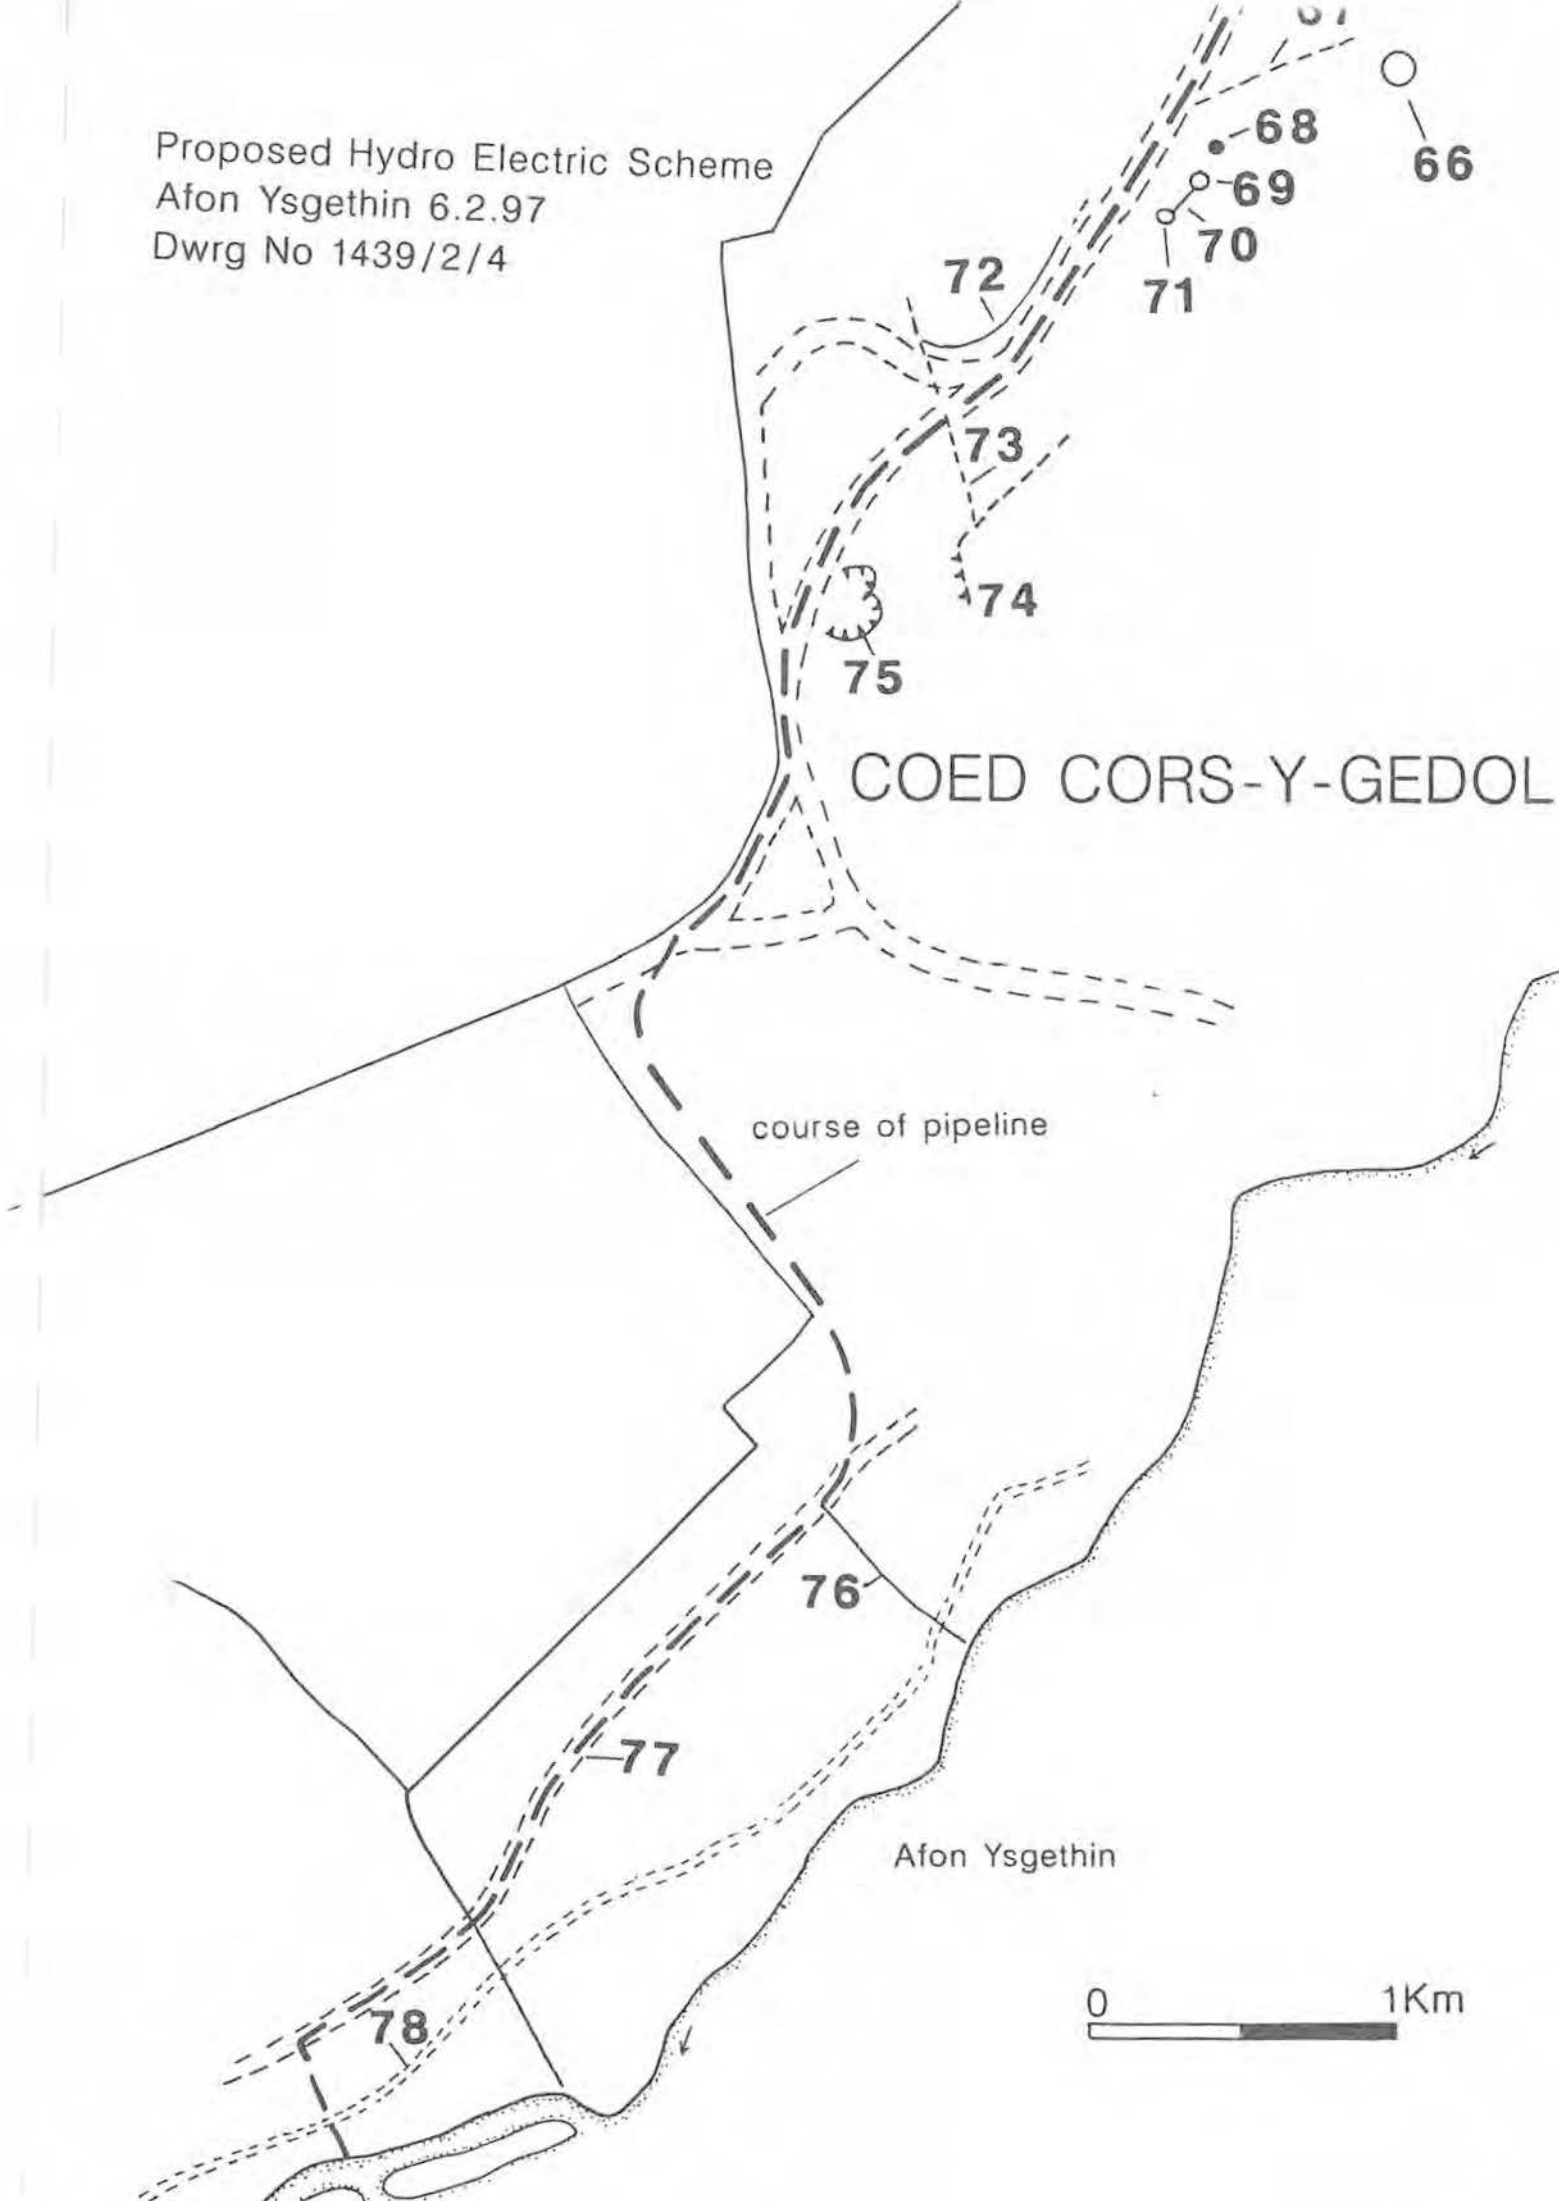 Proposed Hydro Electric Scheme
Afon Ysgethin 6.2.97
Dwrg No 1439/2/4
68
66
69
70
71
72
73
74
75
COED CORS-Y-GEDOL
course of pipeline
76
77
Afon Ysgethin
78
0 1Km